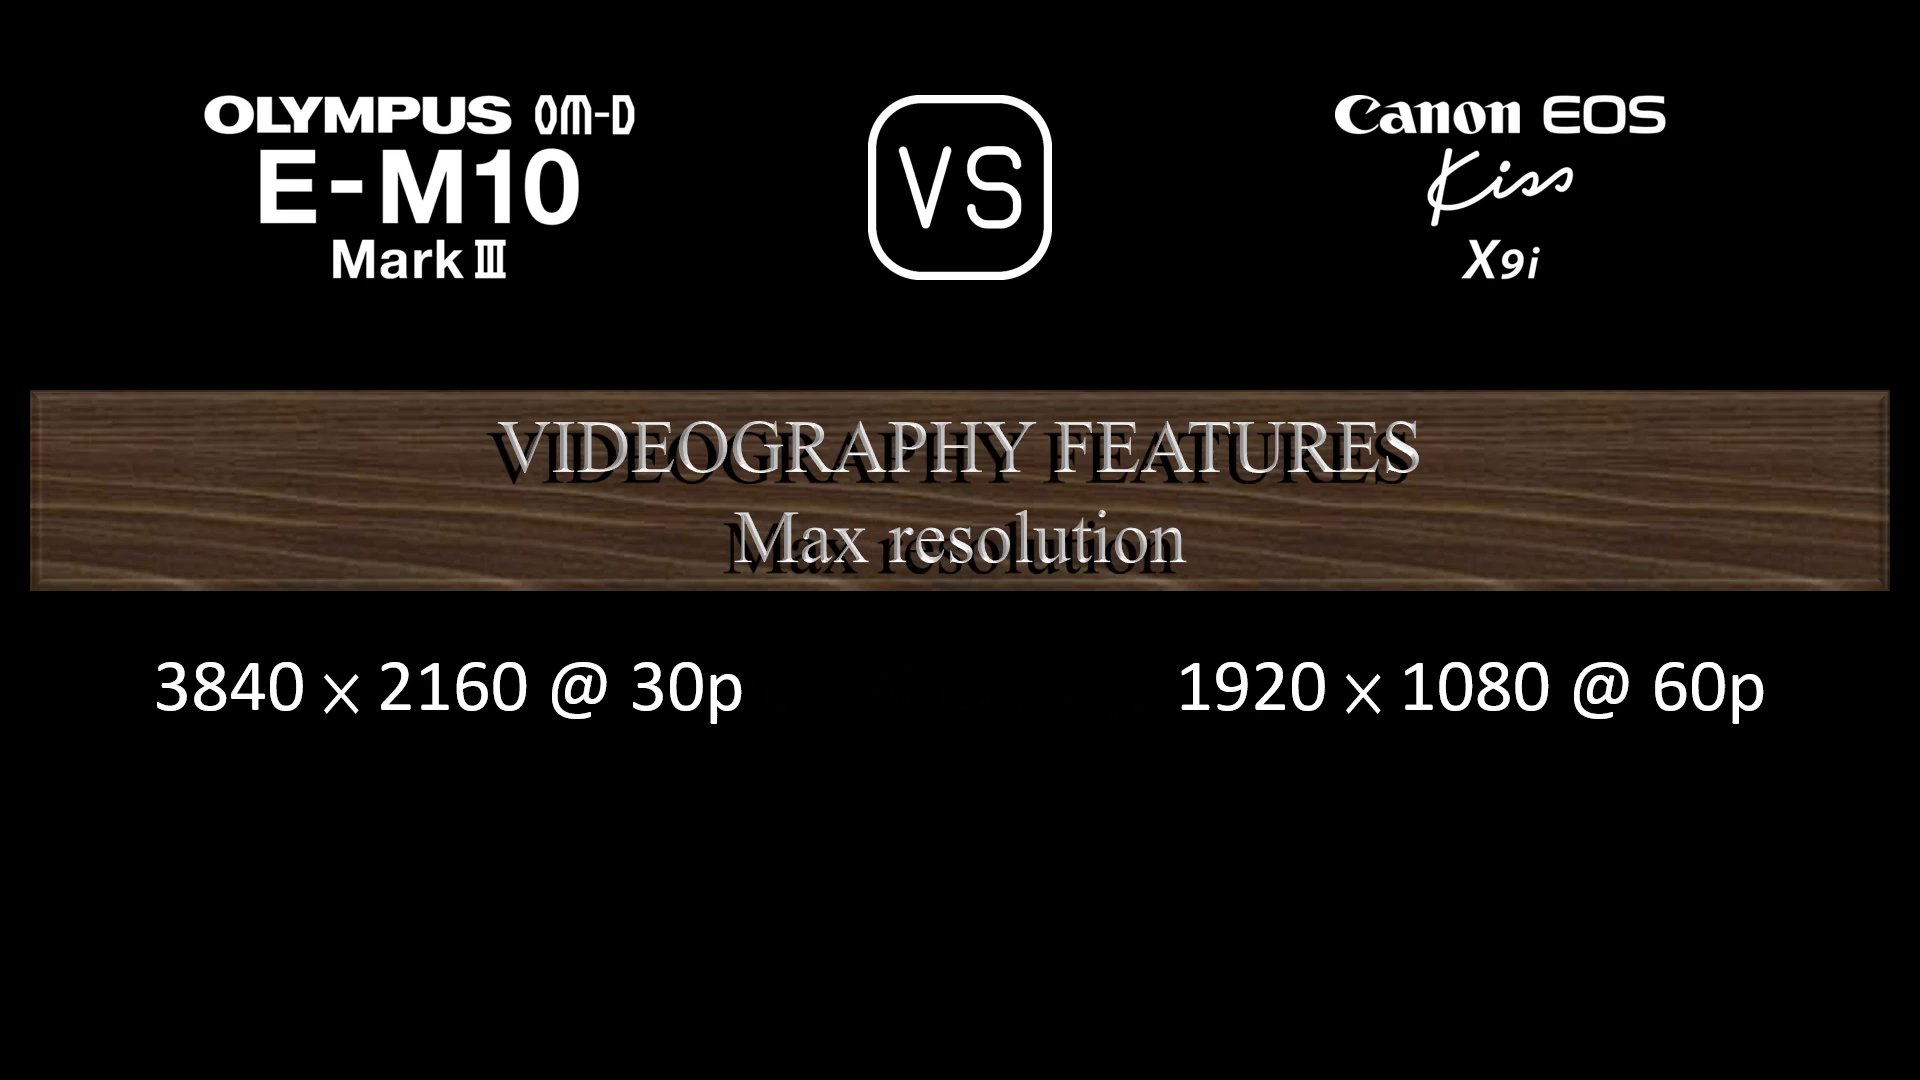 OLYMPUS OM-D
E-M10
Mark III
VS
Canon EOS
Kiss
X9i
VIDEOGRAPHY FEATURES
Max resolution
3840 x 2160 @ 30p
1920 x 1080 @ 60p